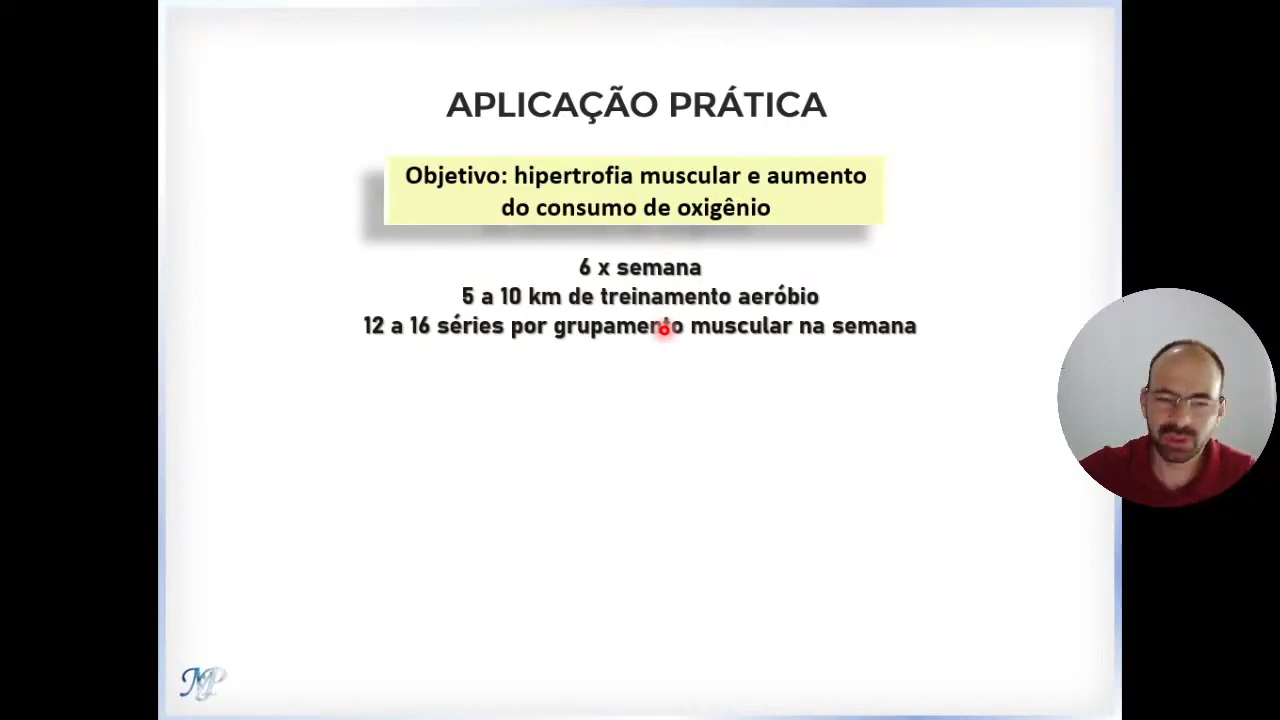 APLICAÇÃO PRÁTICA
Objetivo: hipertrofia muscular e aumento
do consumo de oxigênio
6 x semana
5 a 10 km de treinamento aeróbio
12 a 16 séries por grupamento muscular na semana
MP